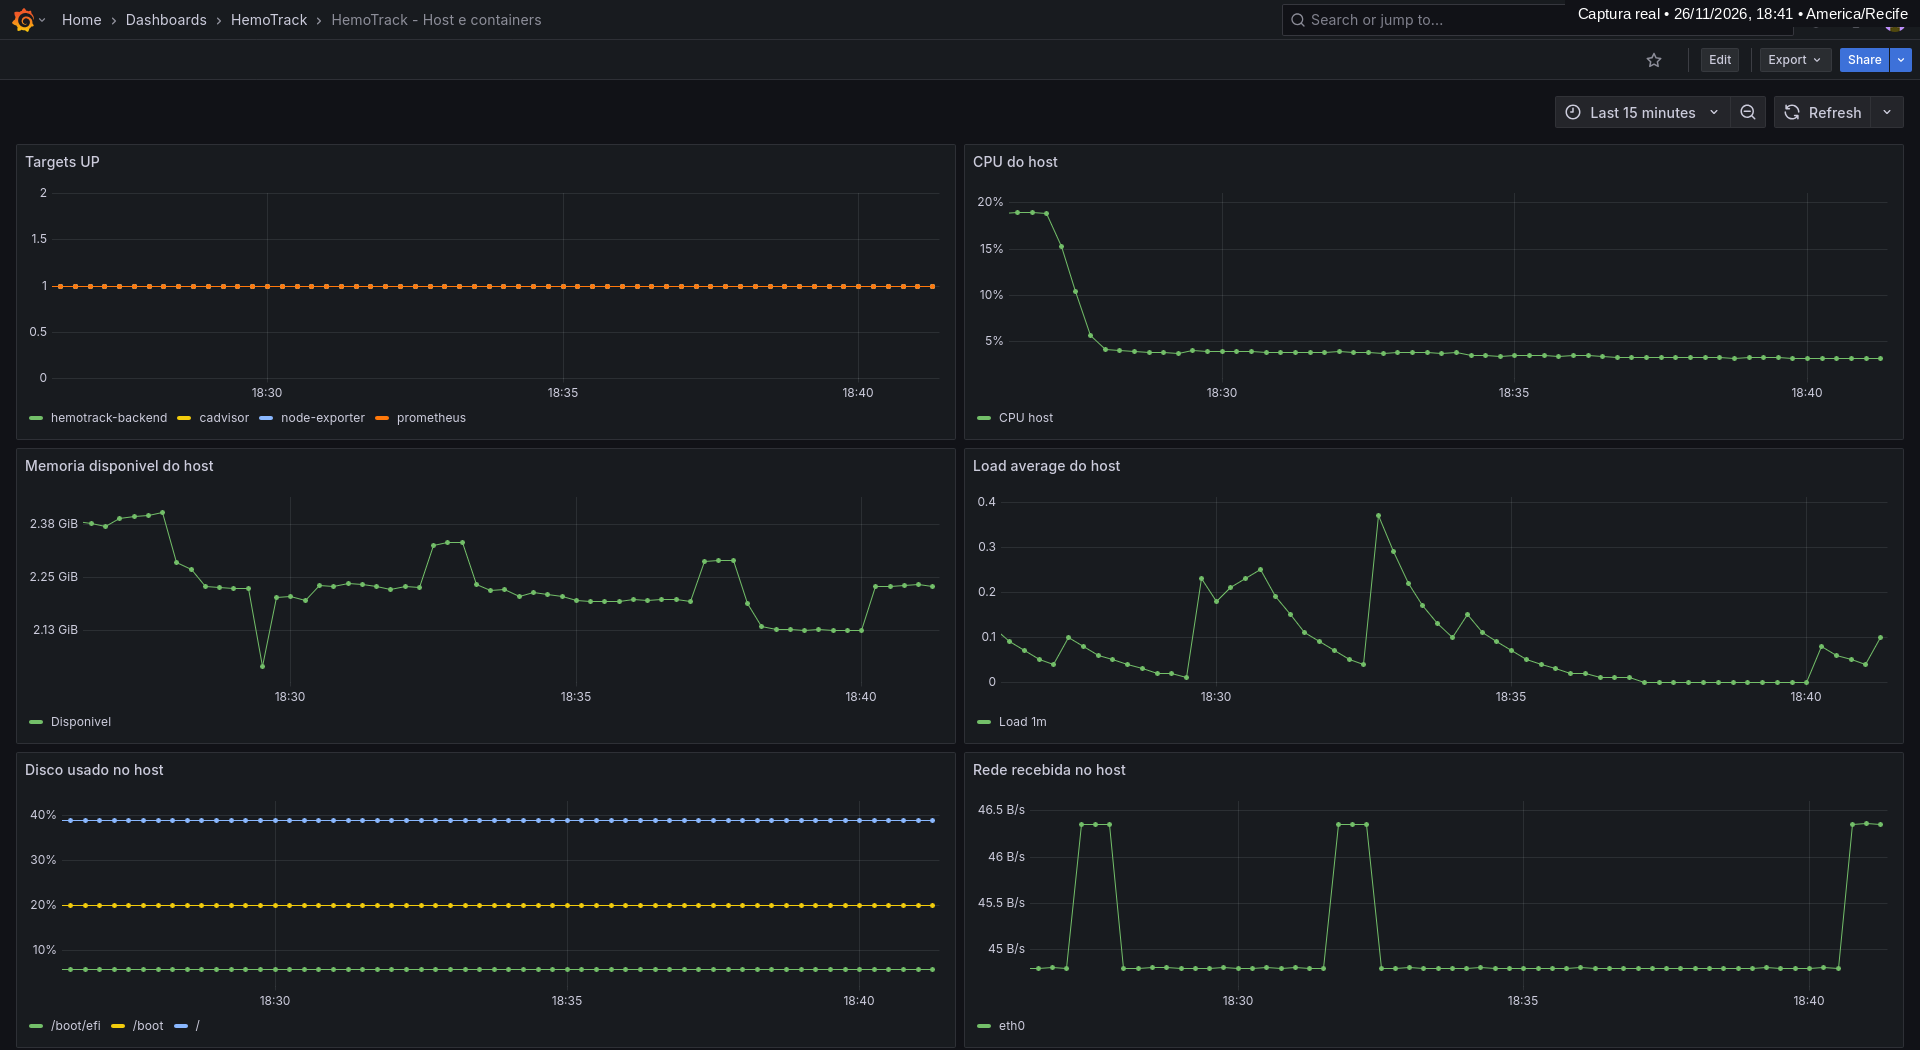 Home › Dashboards › HemoTrack › HemoTrack - Host e containers
Search or jump to...
Captura real • 26/11/2026, 18:41 • America/Recife
Edit
Export
Share
Last 15 minutes
Refresh
Targets UP
2
1.5
1
0.5
0
18:30 18:35 18:40
hemotrack-backend cadvisor node-exporter prometheus
CPU do host
20%
15%
10%
5%
18:30 18:35 18:40
CPU host
Memoria disponivel do host
2.38 GiB
2.25 GiB
2.13 GiB
18:30 18:35 18:40
Disponivel
Load average do host
0.4
0.3
0.2
0.1
0
18:30 18:35 18:40
Load 1m
Disco usado no host
40%
30%
20%
10%
18:30 18:35 18:40
/boot/efi /boot /
Rede recebida no host
46.5 B/s
46 B/s
45.5 B/s
45 B/s
18:30 18:35 18:40
eth0